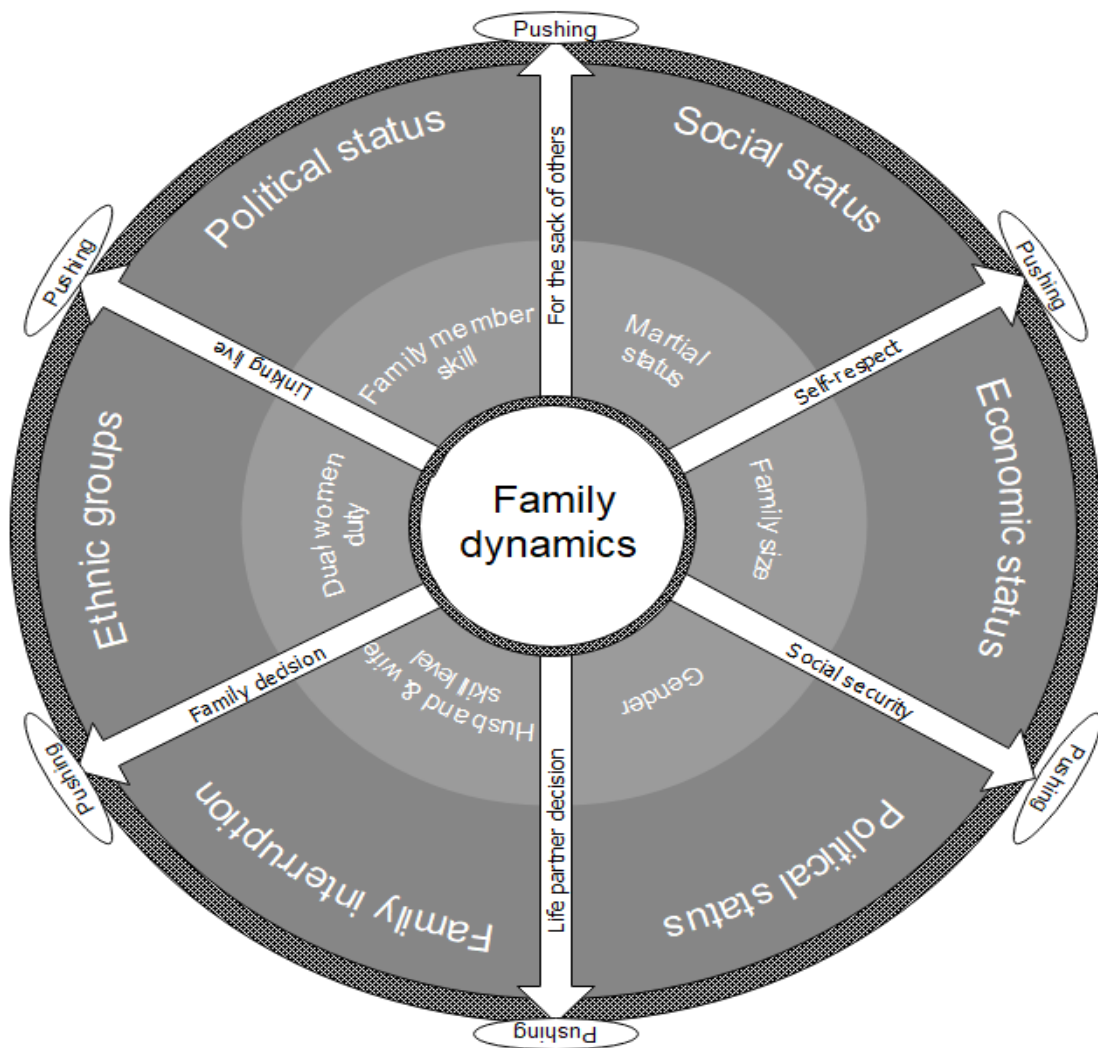 Pushing
Political status
Social status
For the sack of others
Pushing
Pushing
Family member
skill
Martial
status
Linking live
Self-respect
Ethnic groups
Dual women
duty
Family
dynamics
Family size
Economic status
Family decision
Social security
Husband & wife
skill level
Gender
Pushing
Pushing
Family interruption
Life partner decision
Political status
Pushing